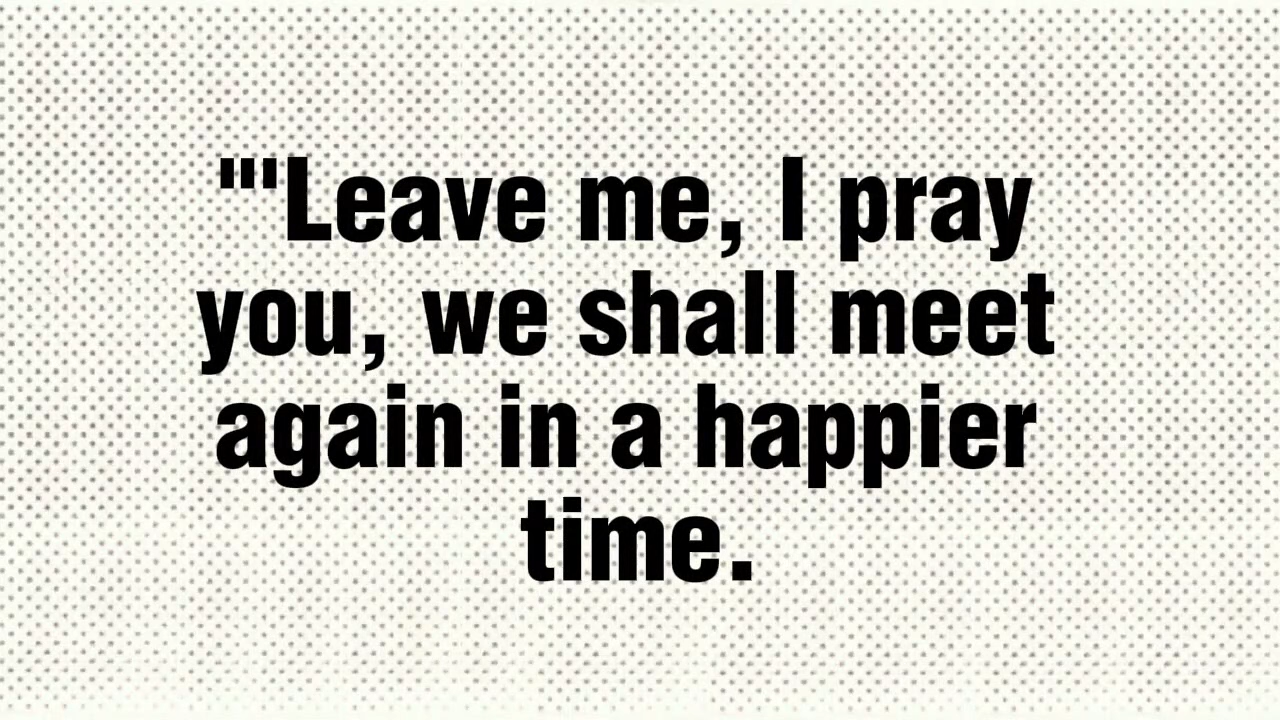 "'Leave me, I pray
you, we shall meet
again in a happier
time.